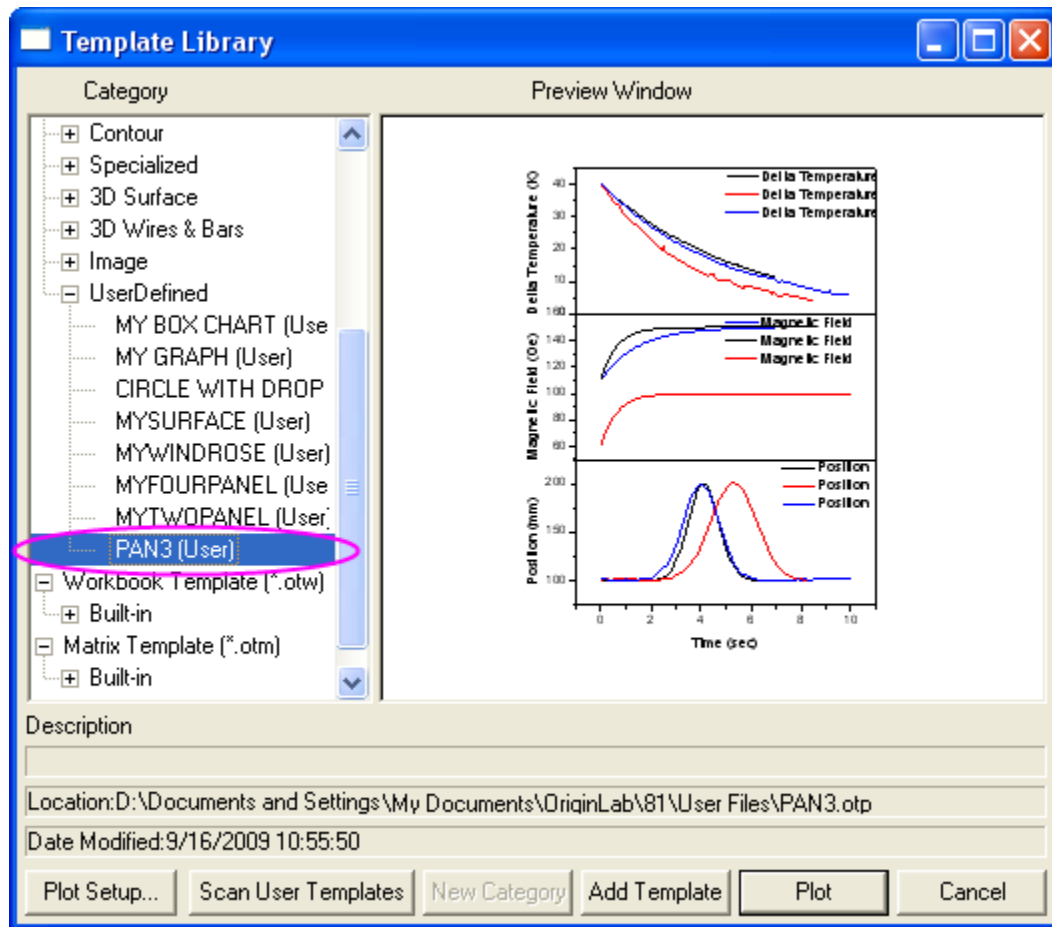 Template Library
Category
Preview Window
Contour
Specialized
3D Surface
3D Wires & Bars
Image
UserDefined
MY BOX CHART (Use
MY GRAPH (User)
CIRCLE WITH DROP
MYSURFACE (User)
MYWINDROSE (User)
MYFOURPANEL (Use
MYTWOPANEL (User)
PAN3 (User)
Workbook Template (*.otw)
Built-in
Matrix Template (*.otm)
Built-in
Delta Temperature (K)
40
30
20
10
Delta Temperature
Delta Temperature
Delta Temperature
Magnetic Field (Oe)
160
140
120
100
80
60
Magnetic Field
Magnetic Field
Magnetic Field
Position (mm)
200
150
100
Position
Position
Position
0 2 4 6 8 10
Time (sec)
Description
Location:D:\Documents and Settings\My Documents\OriginLab\81\User Files\PAN3.otp
Date Modified:9/16/2009 10:55:50
Plot Setup... Scan User Templates New Category Add Template Plot Cancel